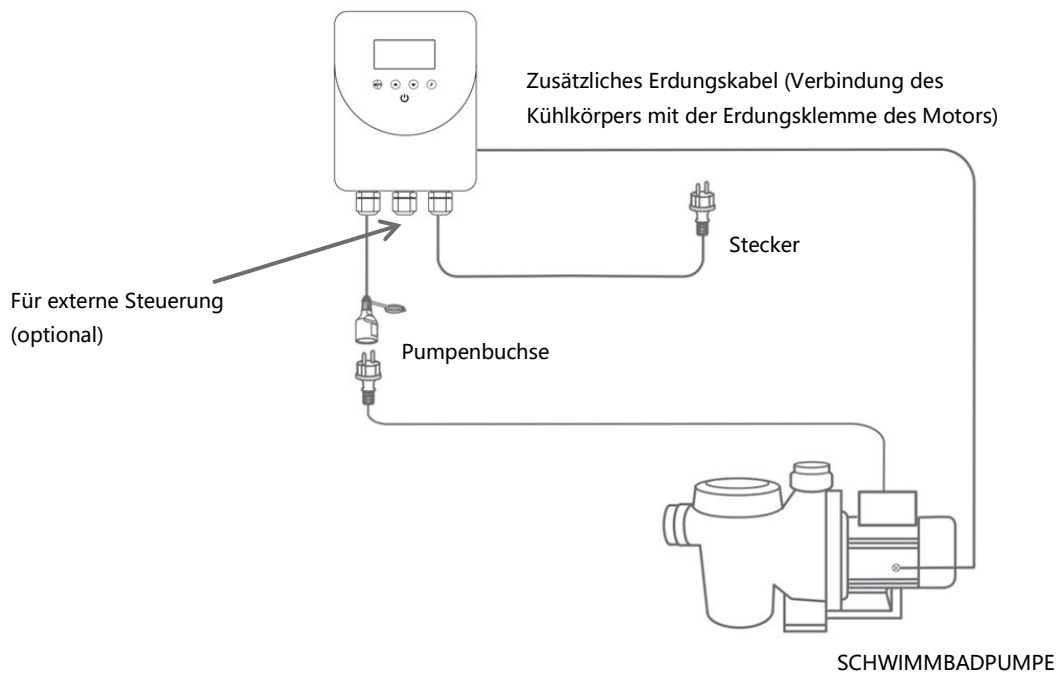 Zusätzliches Erdungskabel (Verbindung des
Kühlkörpers mit der Erdungsklemme des Motors)
Stecker
Für externe Steuerung
(optional)
Pumpenbuchse
SCHWIMMBADPUMPE